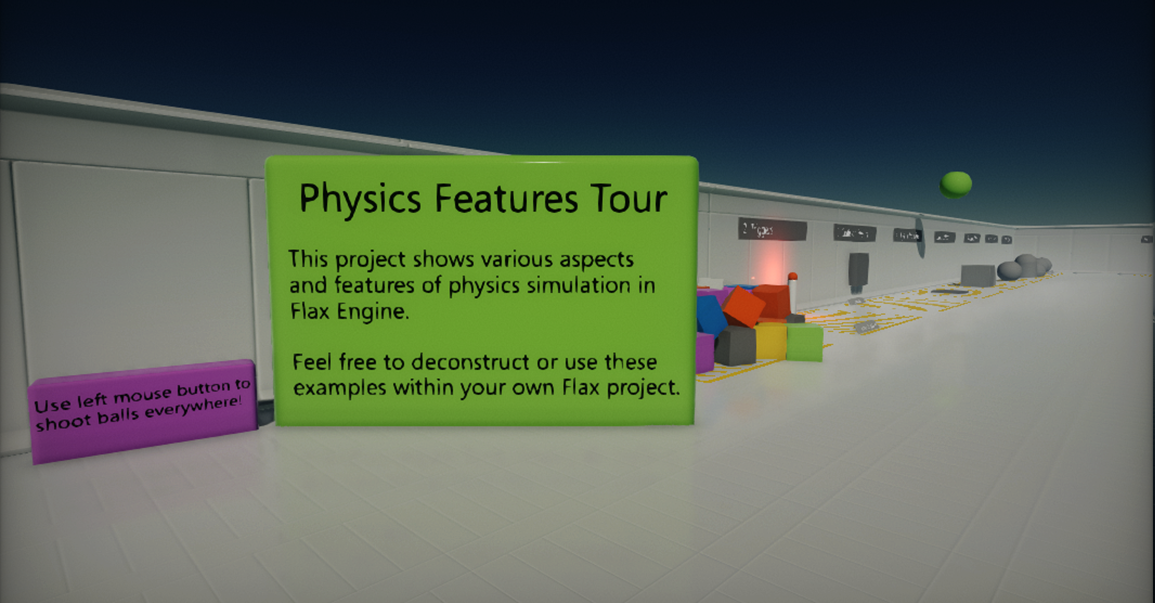 Physics Features Tour
This project shows various aspects
and features of physics simulation in
Flax Engine.
Feel free to deconstruct or use these
examples within your own Flax project.
Use left mouse button to
shoot balls everywhere!